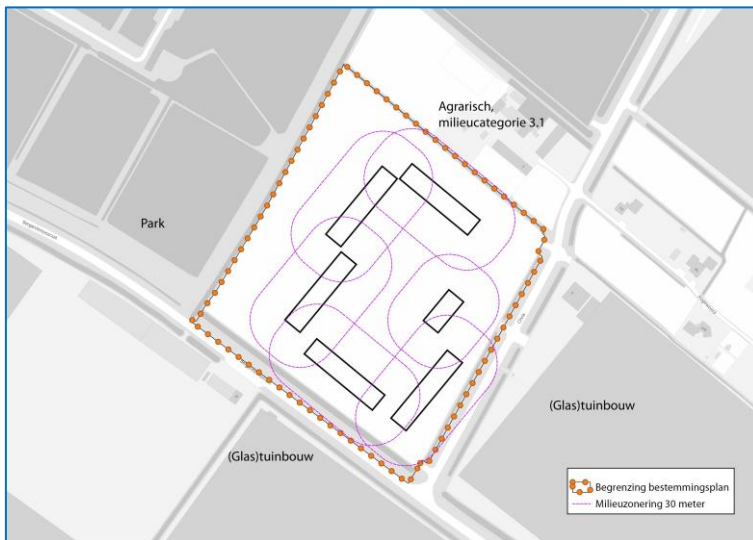 Agrarisch,
milieucategorie 3.1
Park
(Glas)tuinbouw
(Glas)tuinbouw
Begrenzing bestemmingsplan
Milieuzonering 30 meter